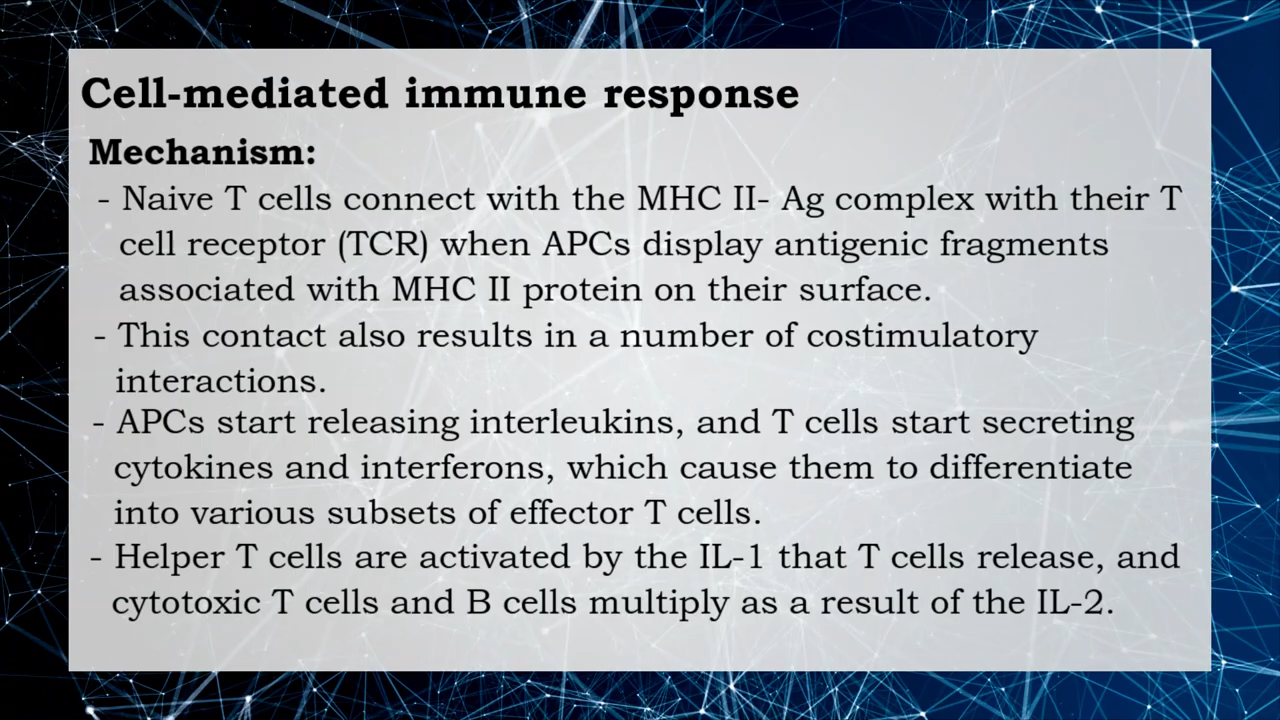 Cell-mediated immune response
Mechanism:
- Naive T cells connect with the MHC II- Ag complex with their T
cell receptor (TCR) when APCs display antigenic fragments
associated with MHC II protein on their surface.
- This contact also results in a number of costimulatory
interactions.
- APCs start releasing interleukins, and T cells start secreting
cytokines and interferons, which cause them to differentiate
into various subsets of effector T cells.
- Helper T cells are activated by the IL-1 that T cells release, and
cytotoxic T cells and B cells multiply as a result of the IL-2.